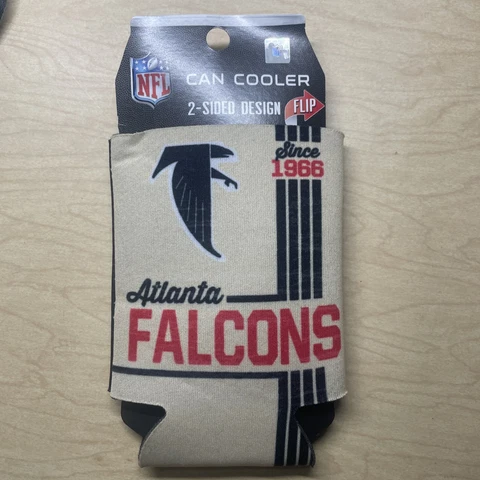 NFL
CAN COOLER
2-SIDED DESIGN FLIP
Since
1966
Atlanta
FALCONS